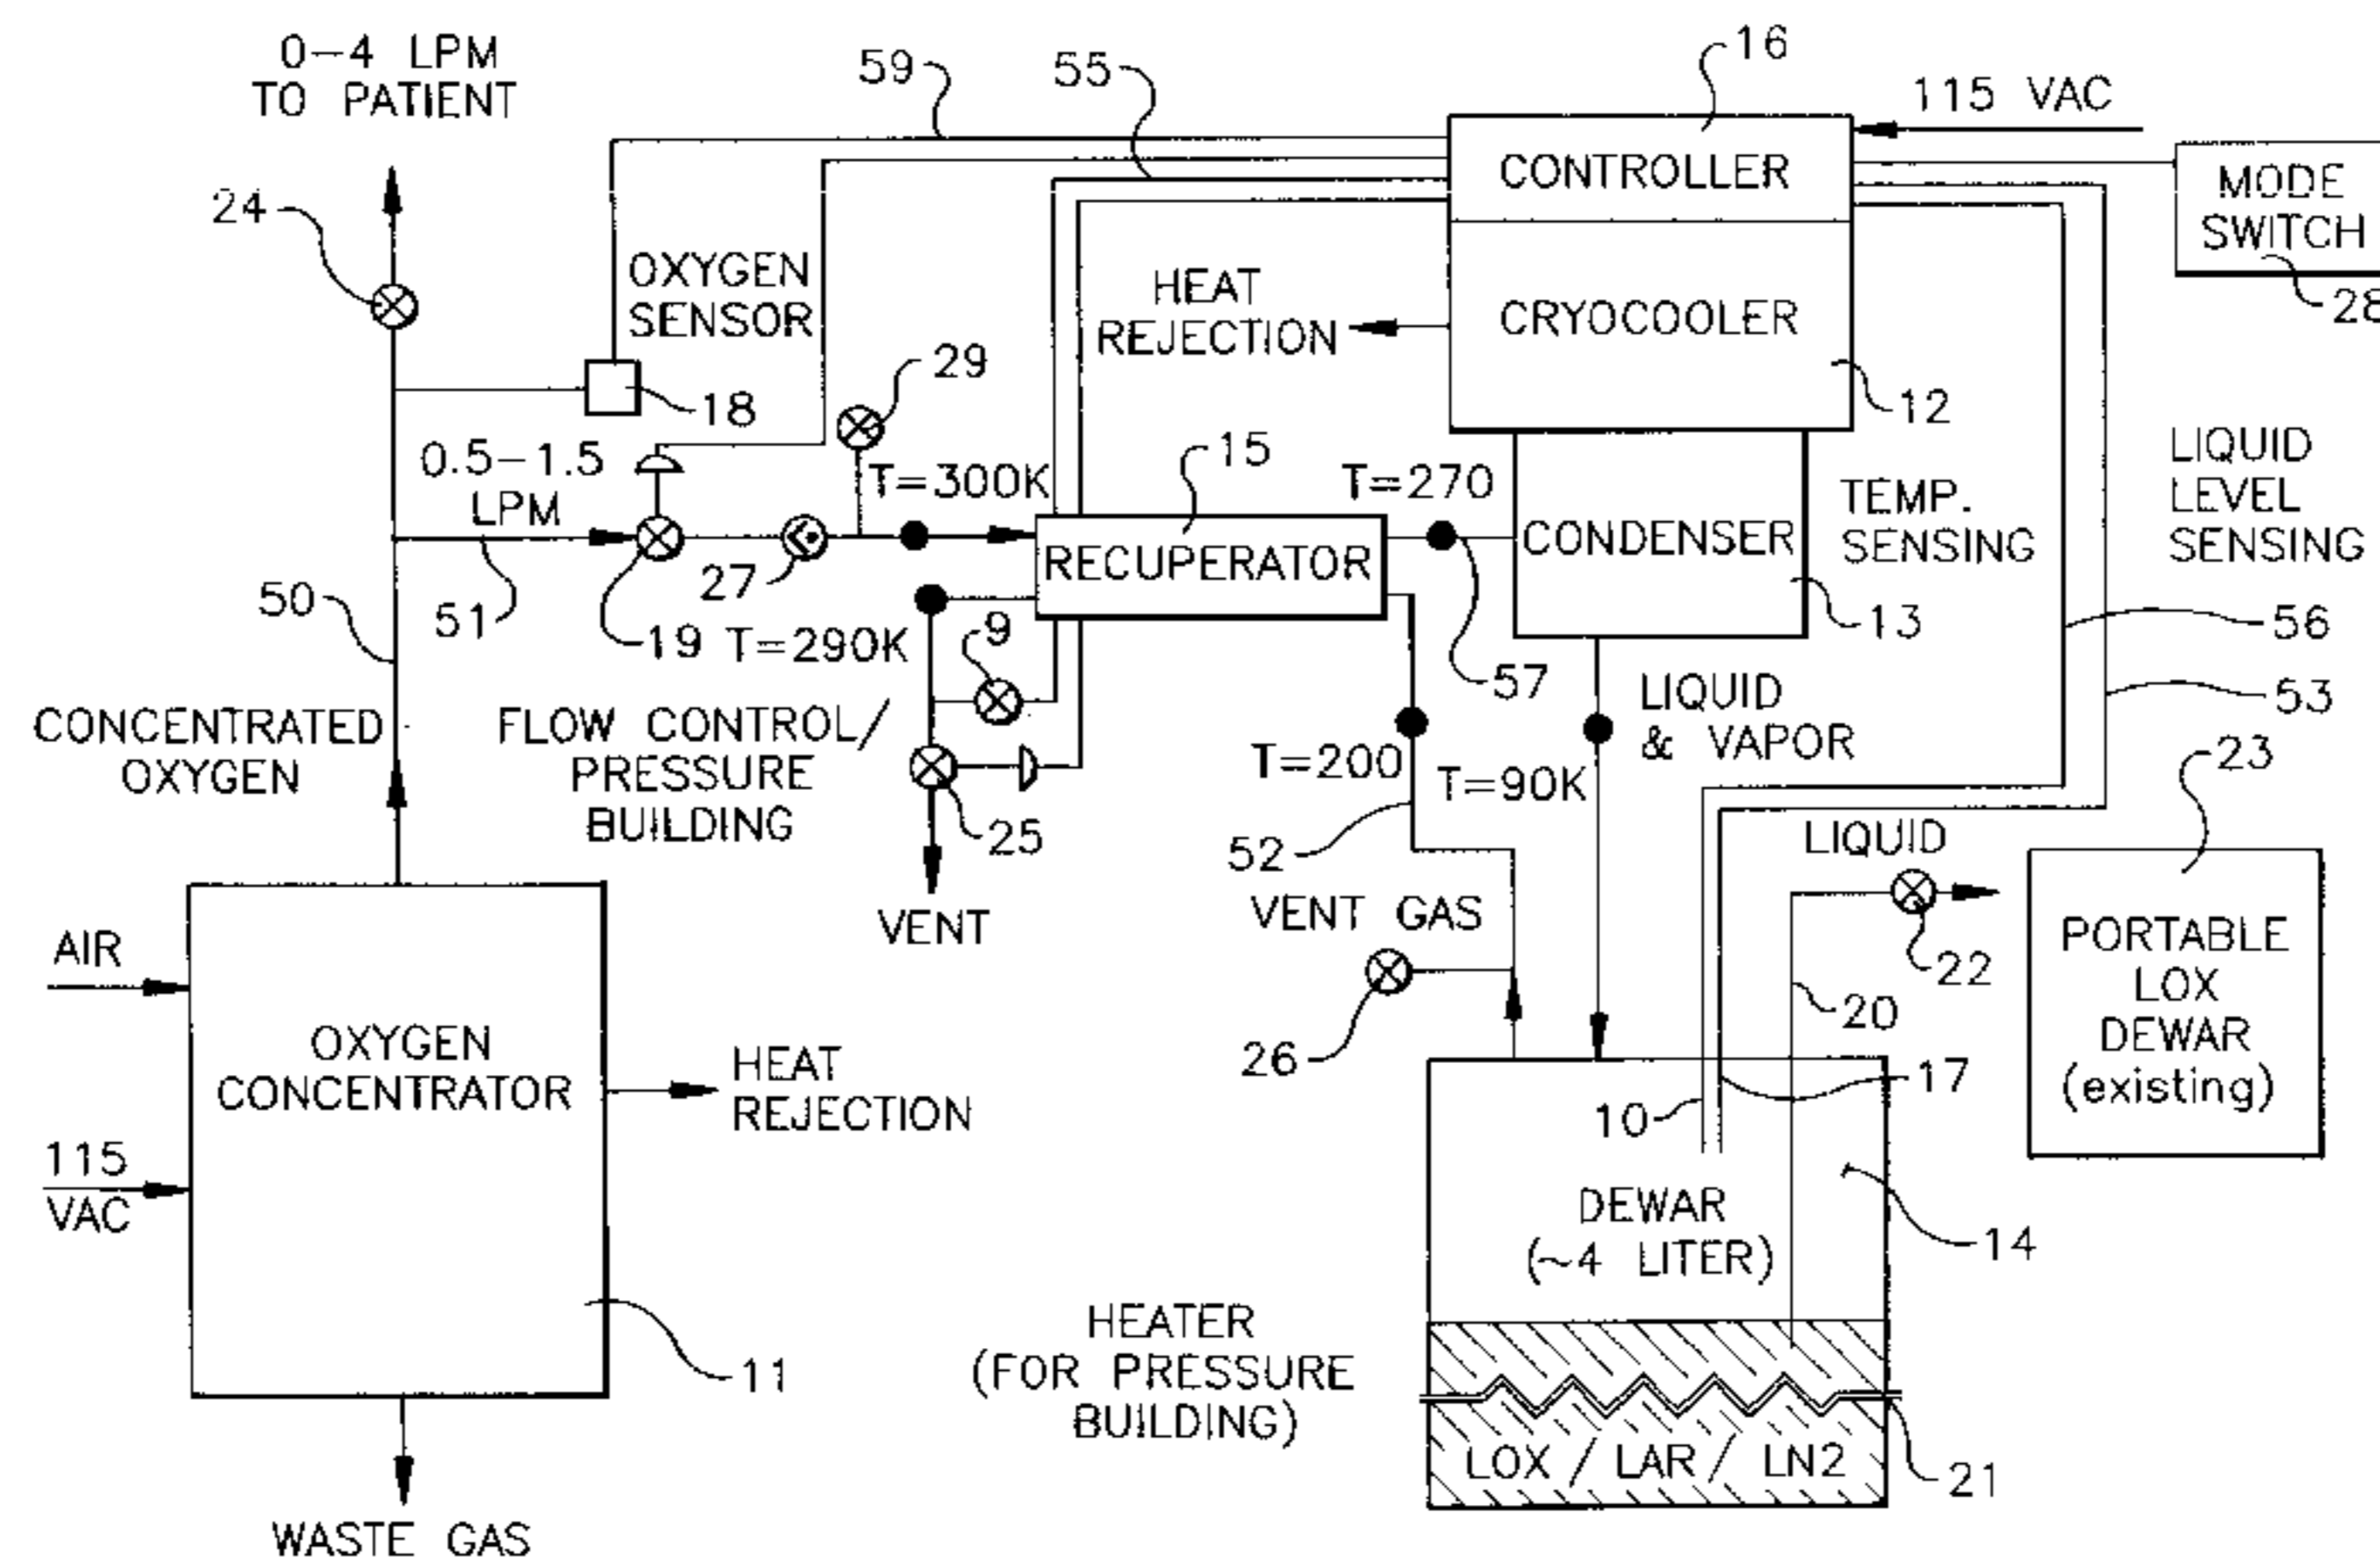 0-4 LPM
TO PATIENT
59
55
16
115 VAC
CONTROLLER
MODE
SWITCH
28
24
OXYGEN
SENSOR
HEAT
REJECTION
CRYOCOOLER
12
18
29
0.5-1.5
LPM
T=300K
15
T=270
TEMP.
SENSING
LIQUID
LEVEL
SENSING
RECUPERATOR
CONDENSER
13
50
51
19
27
T=290K
9
57
56
53
CONCENTRATED
OXYGEN
FLOW CONTROL/
PRESSURE
BUILDING
25
VENT
T=200
T=90K
LIQUID
& VAPOR
52
VENT GAS
26
LIQUID
22
20
23
PORTABLE
LOX
DEWAR
(existing)
AIR
115
VAC
OXYGEN
CONCENTRATOR
HEAT
REJECTION
11
WASTE GAS
10
17
DEWAR
(~4 LITER)
14
HEATER
(FOR PRESSURE
BUILDING)
LOX / LAR / LN2
21